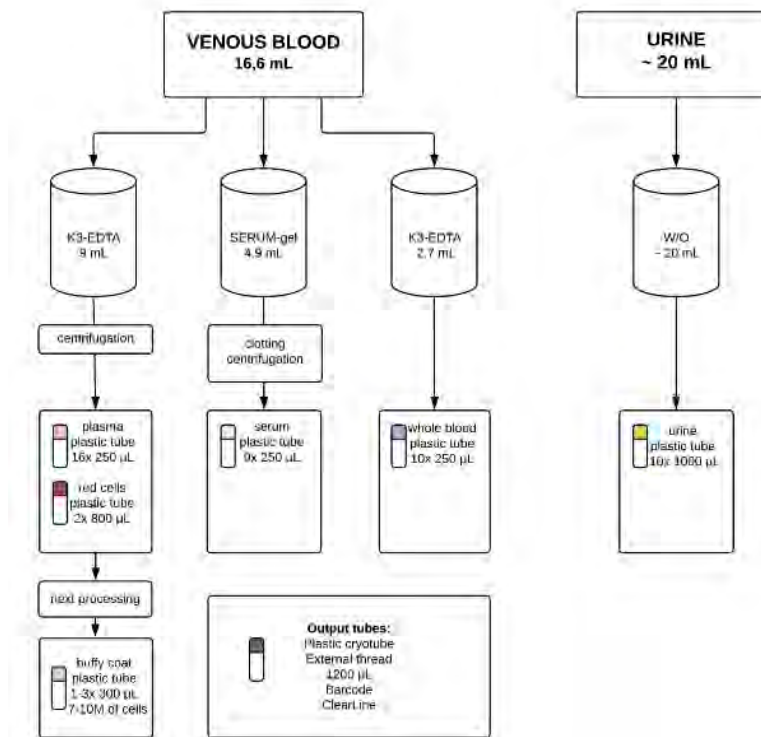 VENOUS BLOOD
16,6 mL
URINE
~ 20 mL
K3-EDTA
9 mL
SERUM-gel
4.9 mL
K3-EDTA
2.7 mL
W/O
~ 20 mL
centrifugation
clotting
centrifugation
plasma
plastic tube
16x 250 µL
red cells
plastic tube
2x 800 µL
serum
plastic tube
9x 250 µL
whole blood
plastic tube
10x 250 µL
urine
plastic tube
10x 1000 µL
next processing
buffy coat
plastic tube
1-3x 300 µL
7-10M of cells
Output tubes:
Plastic cryotube
External thread
1200 µL
Barcode
ClearLine